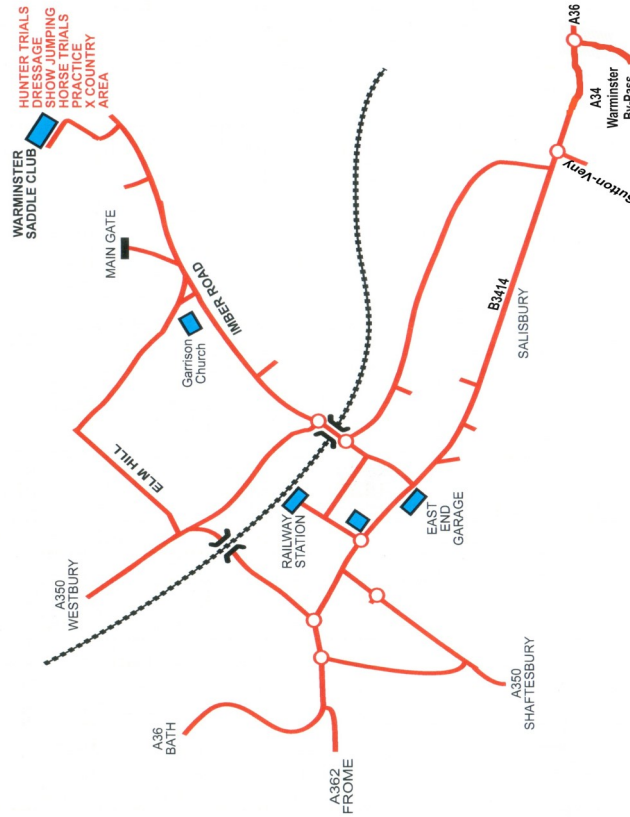 WARMINSTER
SADDLE CLUB
HUNTER TRIALS
DRESSAGE
SHOW JUMPING
HORSE TRIALS
PRACTICE
X COUNTRY
AREA
MAIN GATE
IMBER ROAD
Garrison
Church
ELM HILL
A350
WESTBURY
RAILWAY
STATION
EAST
END
GARAGE
A36
BATH
A362
FROME
A350
SHAFTESBURY
B3414
SALISBURY
A36
A34
Warminster
By-Pass
Sutton-Veny